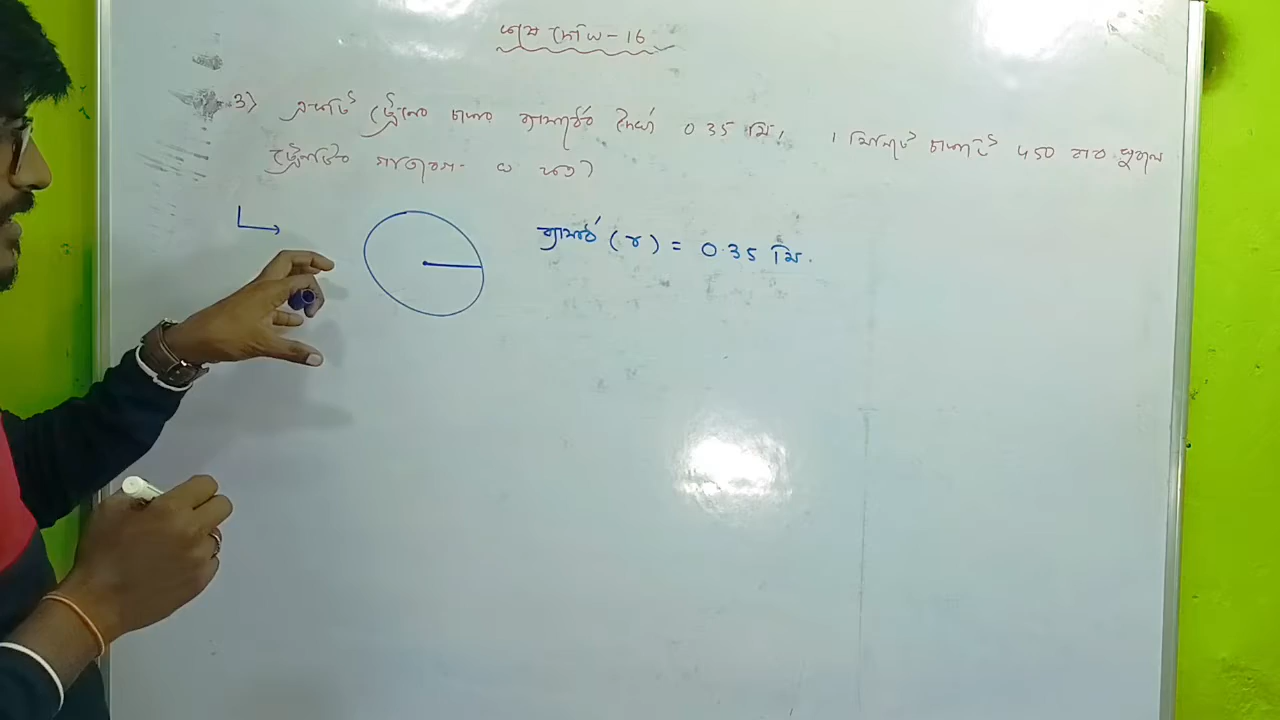 কষে দেখি - 16
3) একটি ট্রেনের চাকার ব্যাসার্ধের দৈর্ঘ্য 0.35 মি, 1 মিনিটে চাকাটি 450 বার ঘুরলে
ট্রেনটির গতিবেগ কত?
ব্যাসার্ধ (r) = 0.35 মি.